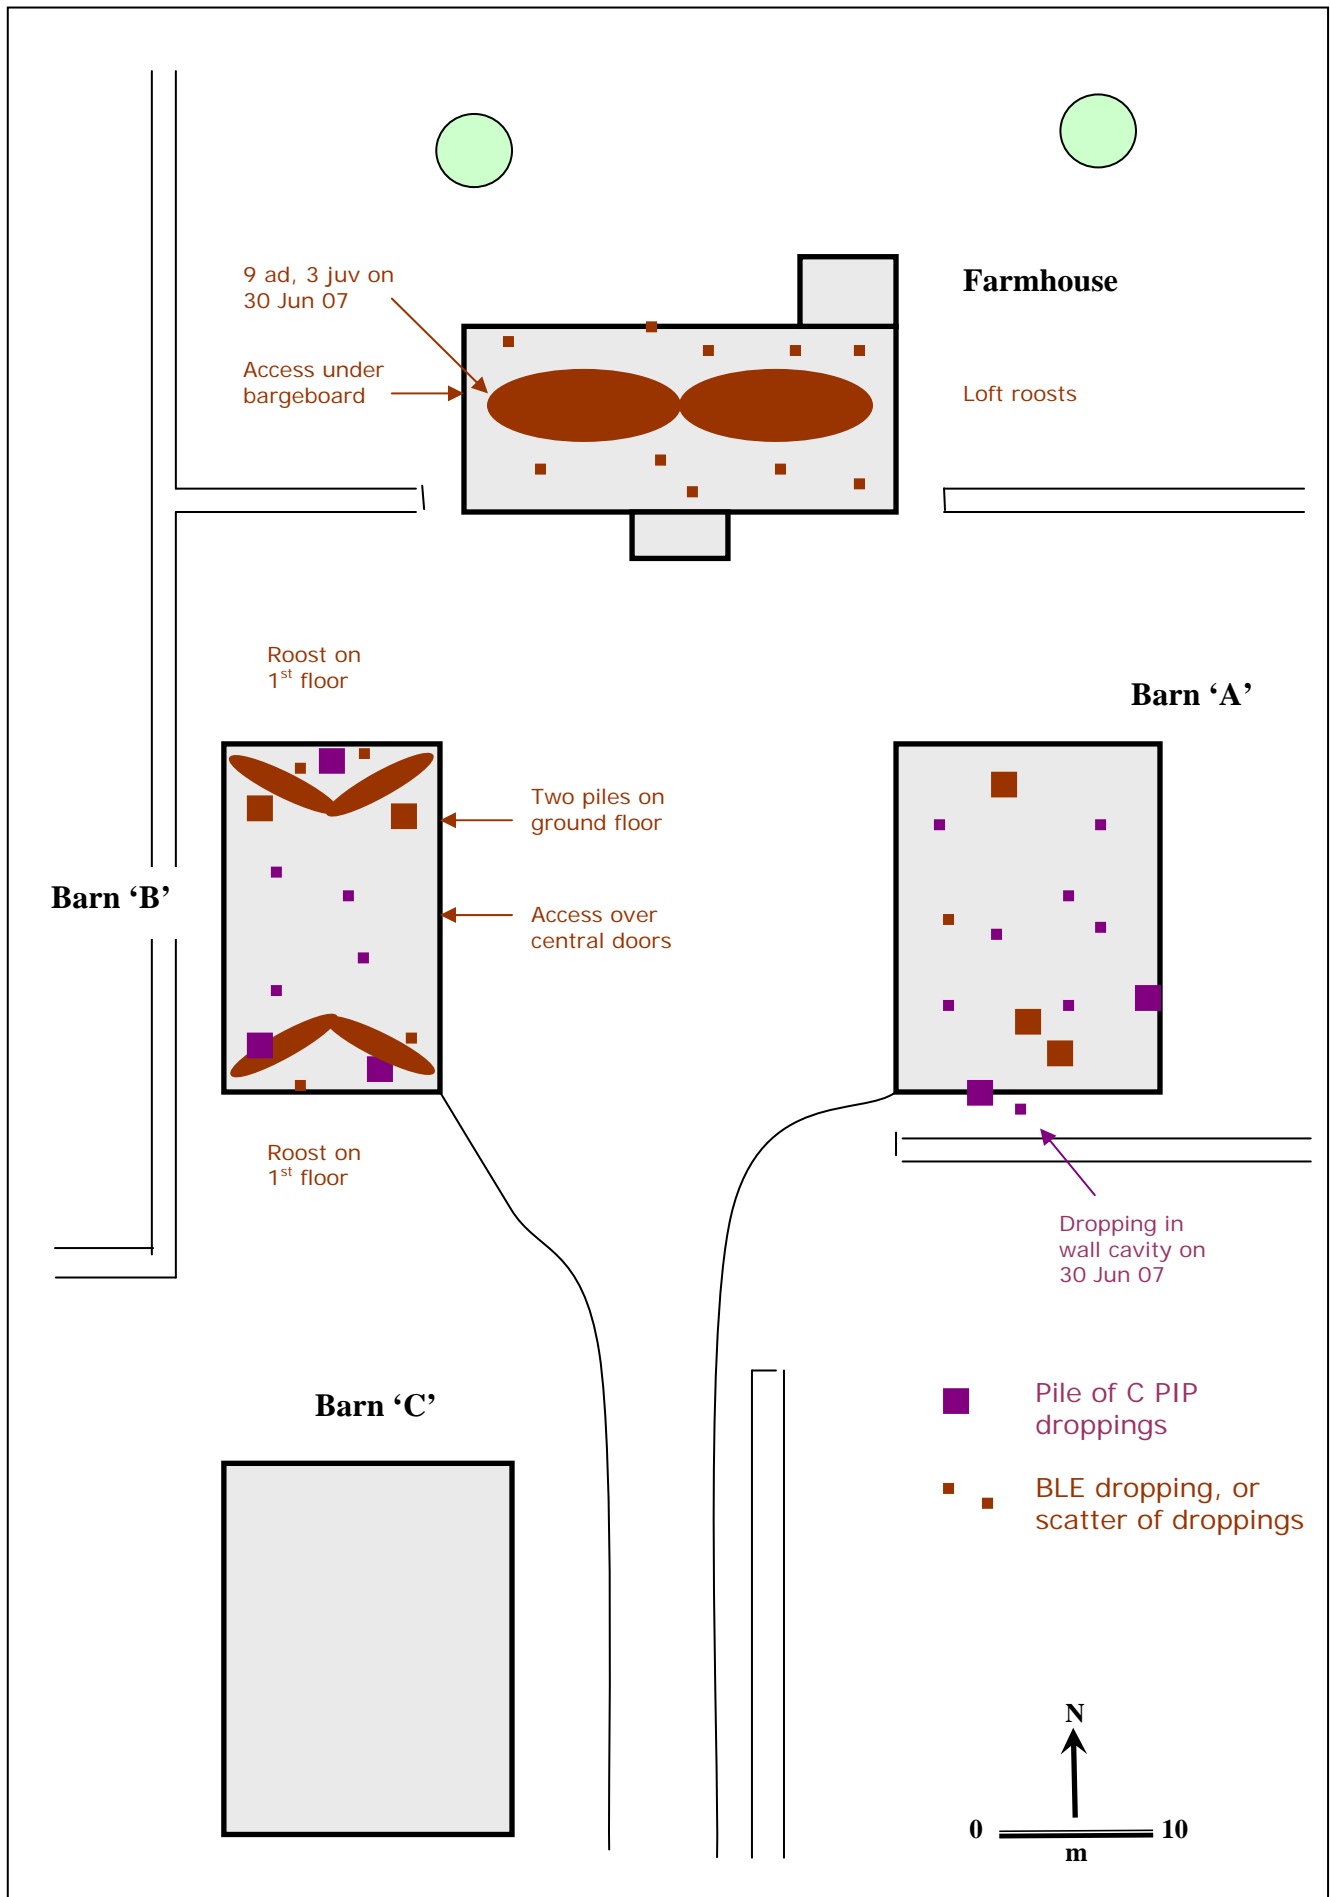 9 ad, 3 juv on
30 Jun 07
Farmhouse
Access under
bargeboard
Loft roosts
Roost on
1st floor
Barn ‘A’
Two piles on
ground floor
Barn ‘B’
Access over
central doors
Roost on
1st floor
Dropping in
wall cavity on
30 Jun 07
Barn ‘C’
Pile of C PIP
droppings
BLE dropping, or
scatter of droppings
N
0 10
m